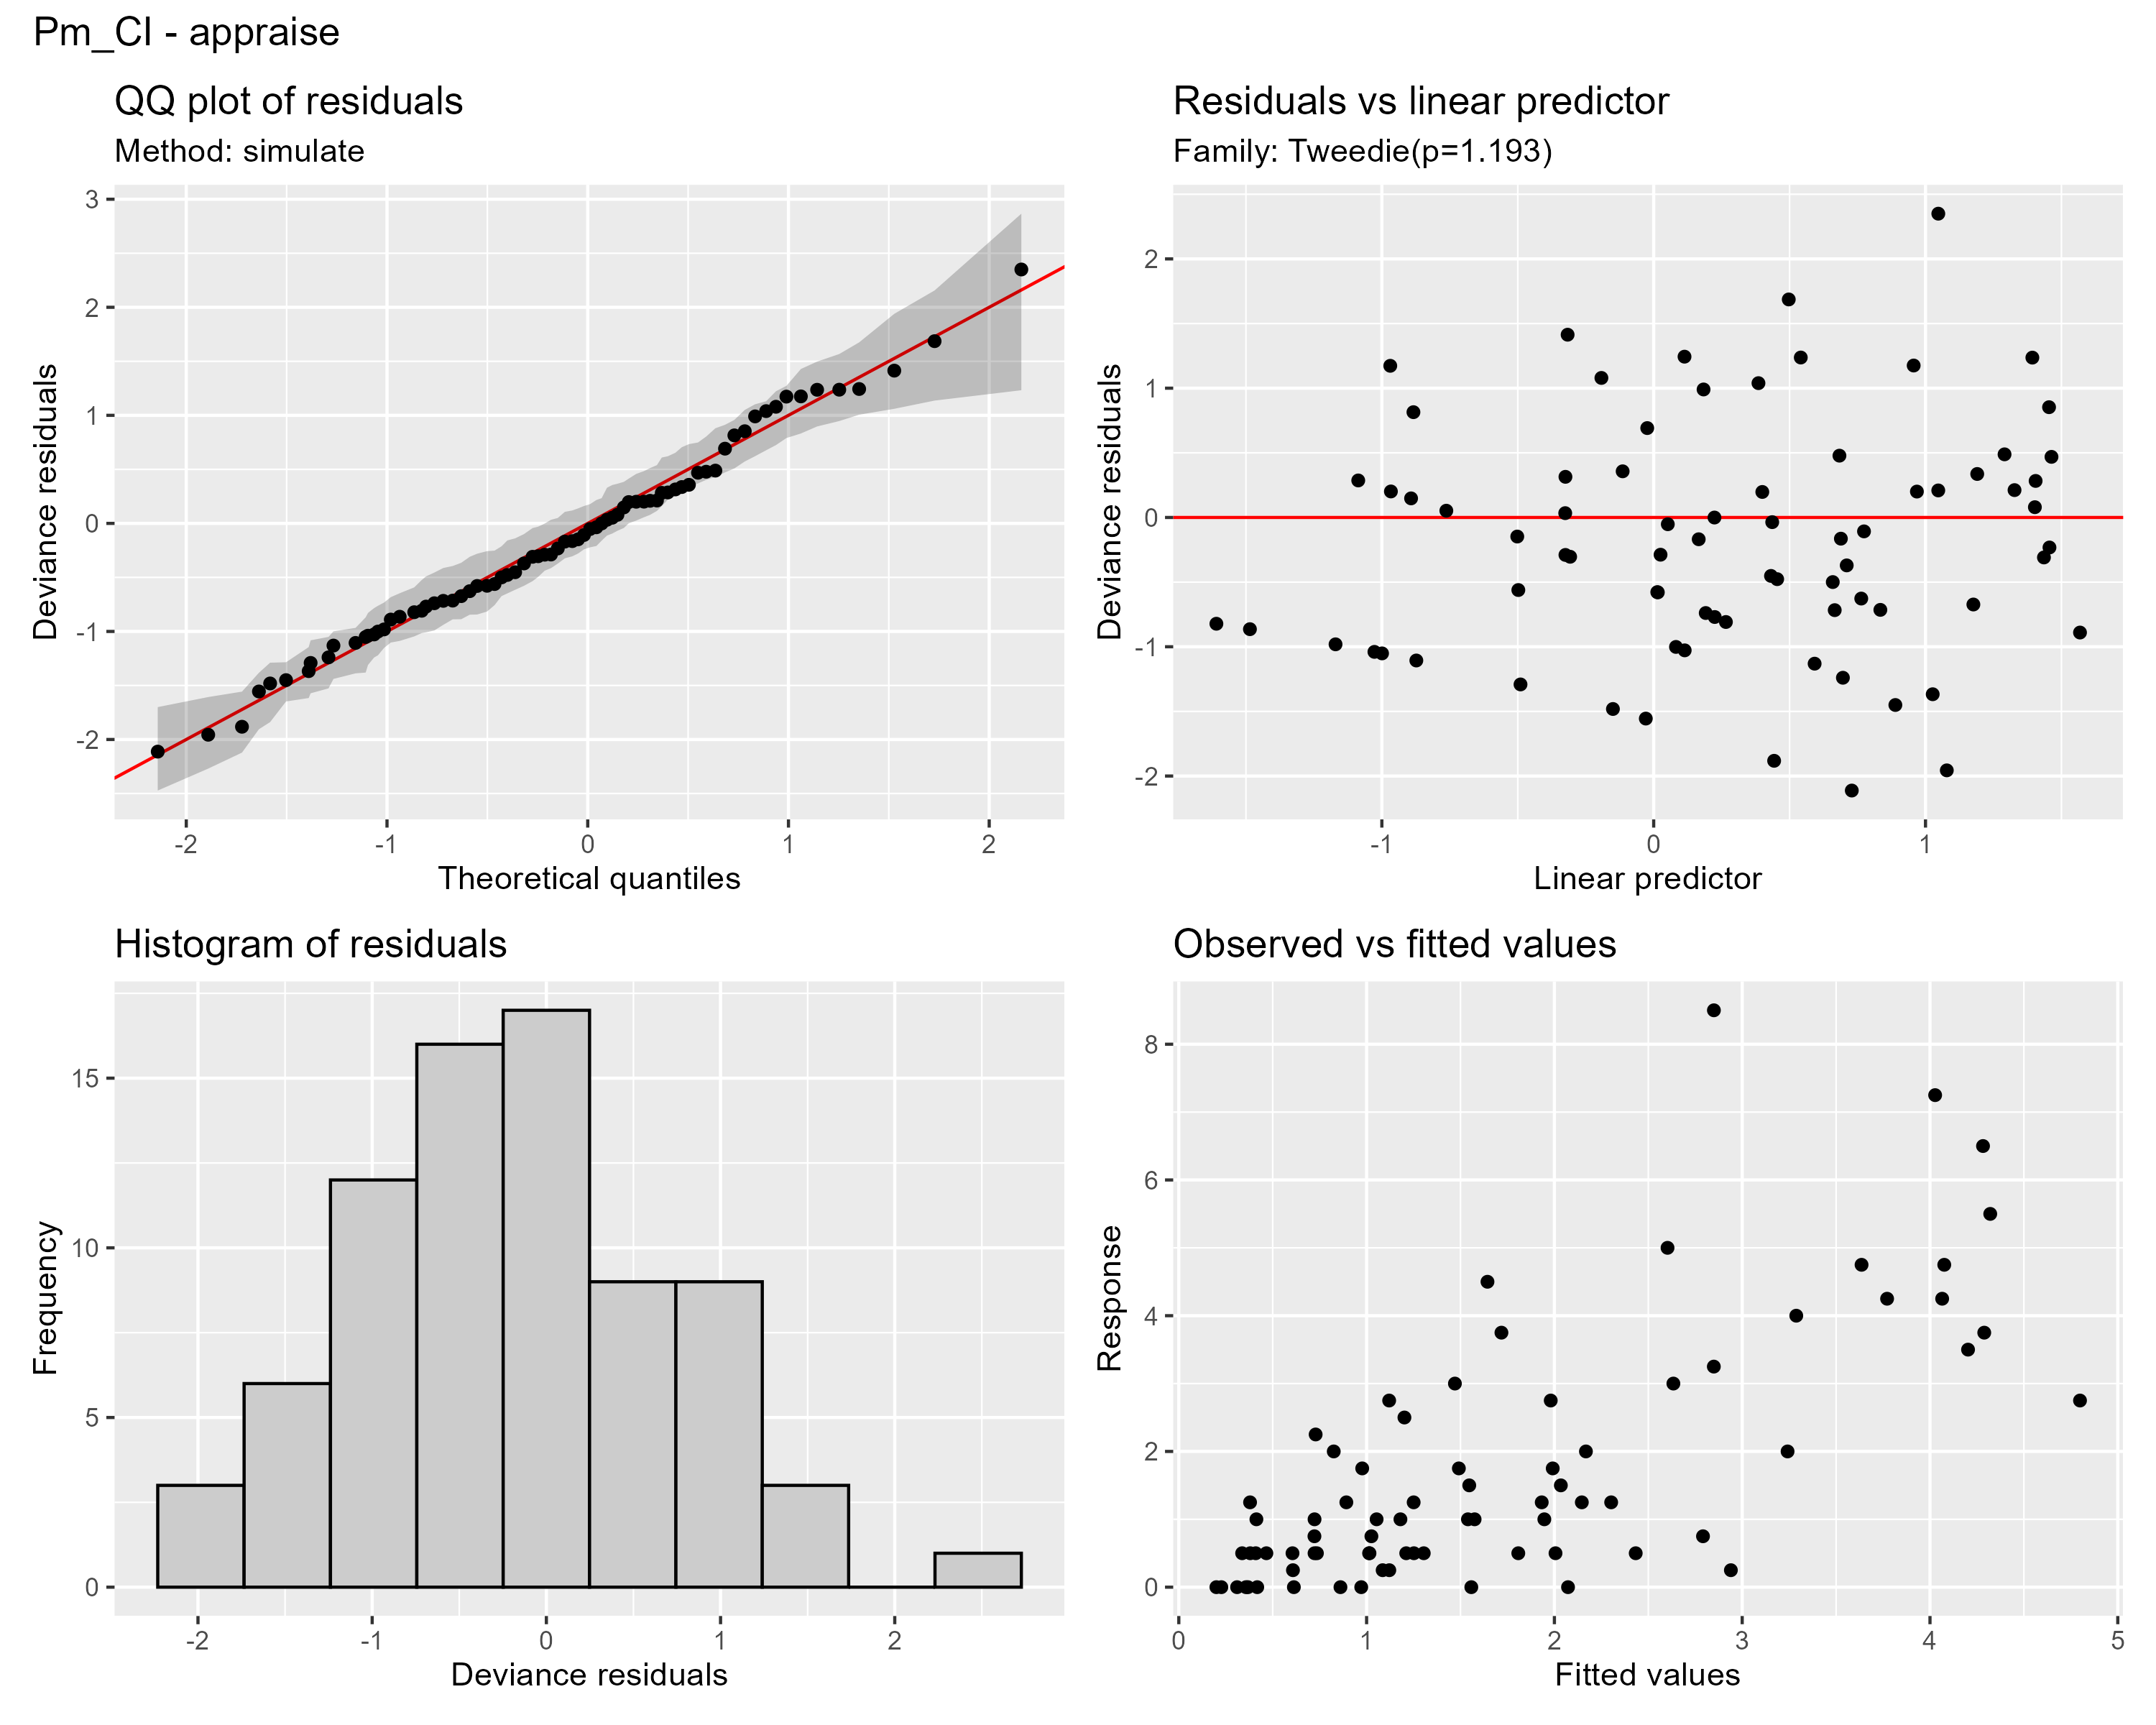 Pm_CI - appraise
QQ plot of residuals
Method: simulate
3
2
1
0
-1
-2
Deviance residuals
-2 -1 0 1 2
Theoretical quantiles
Residuals vs linear predictor
Family: Tweedie(p=1.193)
2
1
0
-1
-2
Deviance residuals
-1 0 1
Linear predictor
Histogram of residuals
15
10
5
0
Frequency
-2 -1 0 1 2
Deviance residuals
Observed vs fitted values
8
6
4
2
0
Response
0 1 2 3 4 5
Fitted values